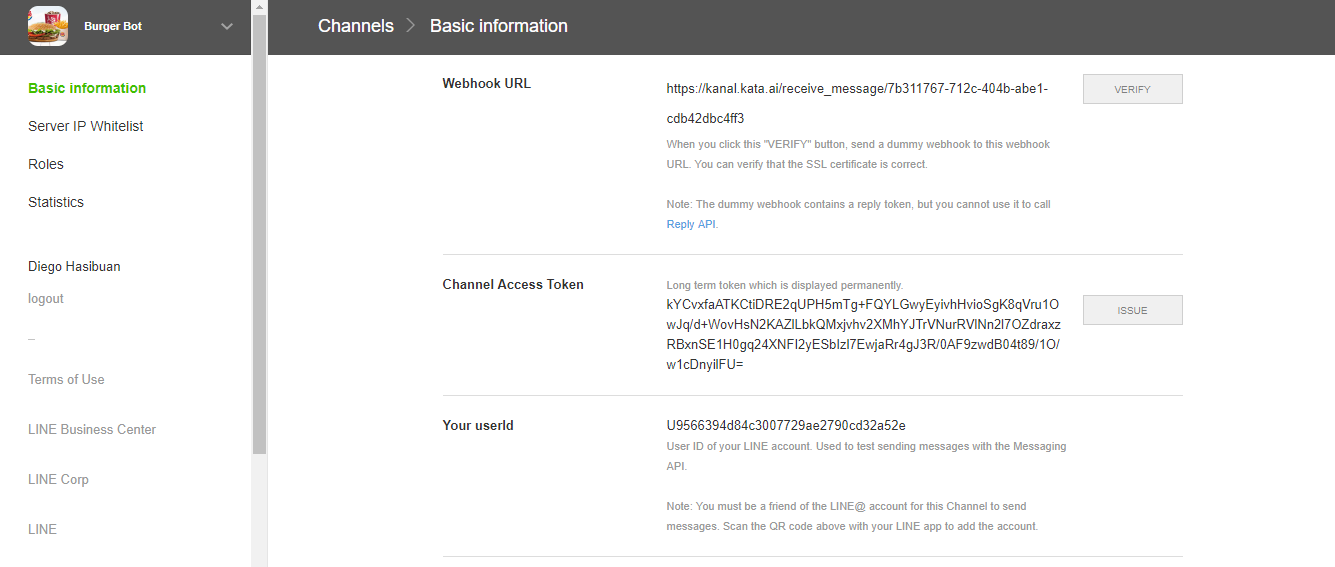 Burger Bot
Channels
Basic information
Basic information
Server IP Whitelist
Roles
Statistics
Diego Hasibuan
logout
–
Terms of Use
LINE Business Center
LINE Corp
LINE
Webhook URL
https://kanal.kata.ai/receive_message/7b311767-712c-404b-abe1-
cdb42dbc4ff3
VERIFY
When you click this "VERIFY" button, send a dummy webhook to this webhook
URL. You can verify that the SSL certificate is correct.
Note: The dummy webhook contains a reply token, but you cannot use it to call
Reply API.
Channel Access Token
Long term token which is displayed permanently.
kYCvxfaATKCtiDRE2qUPH5mTg+FQYLGwyEyivhHvioSgK8qVru1O
wJq/d+WovHsN2KAZlLbkQMxjvhv2XMhYJTrVNurRVlNn2l7OZdraxz
RBxnSE1H0gq24XNFI2yESbIzl7EwjaRr4gJ3R/0AF9zwdB04t89/1O/
w1cDnyilFU=
ISSUE
Your userId
U9566394d84c3007729ae2790cd32a52e
User ID of your LINE account. Used to test sending messages with the Messaging
API.
Note: You must be a friend of the LINE@ account for this Channel to send
messages. Scan the QR code above with your LINE app to add the account.